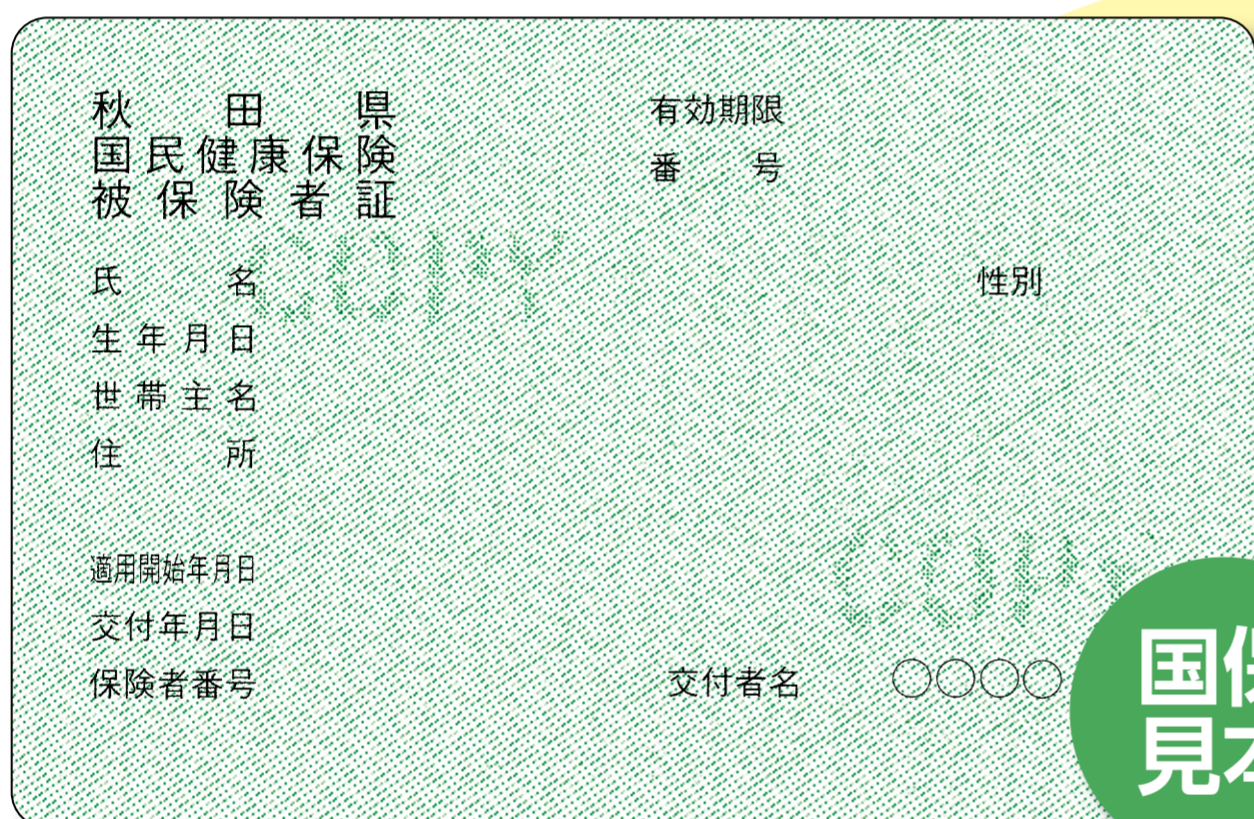 秋田県
国民健康保険
被保険者証
有効期限
番号
COPY
氏名
性別
生年月日
世帯主名
住所
適用開始年月日
交付年月日
保険者番号
交付者名 ○○○○
COPY
国保
見本